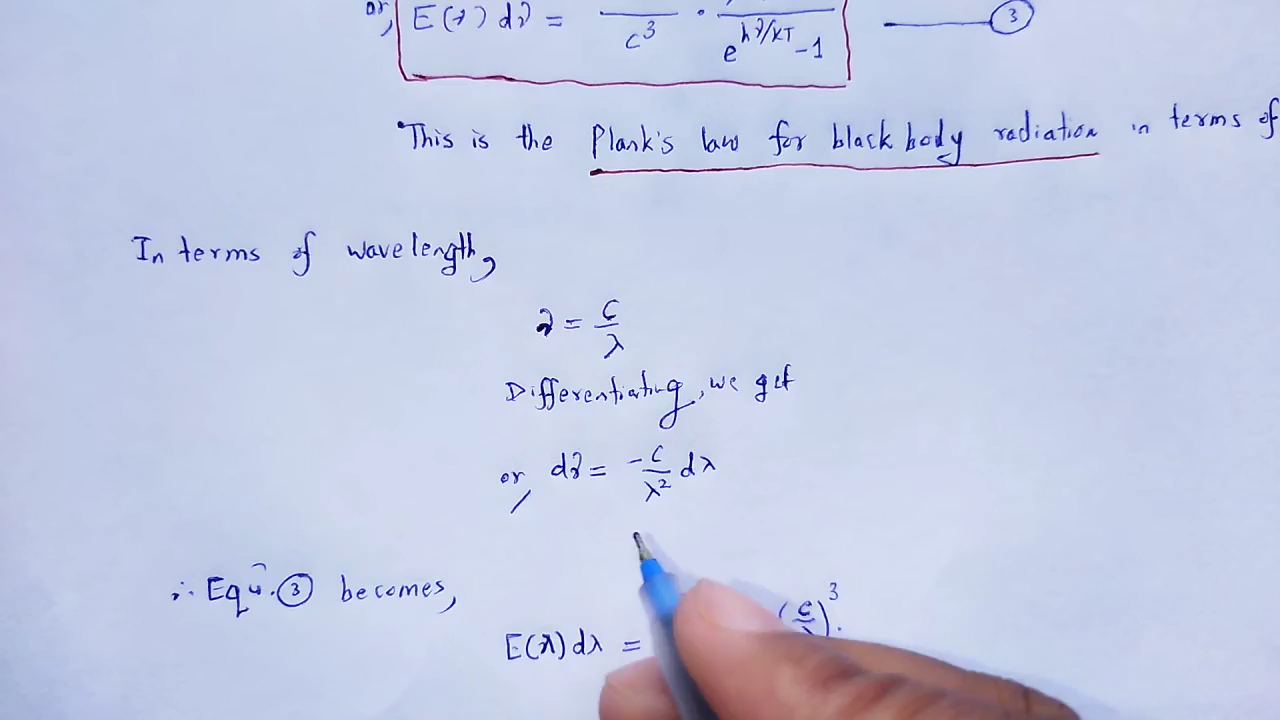 or, E(ν) dν = / c³ · / e^hν/kT -1 ——— ③
This is the Plank's law for black body radiation in terms of
In terms of wavelength,
ν = c/λ
Differentiating, we get
or, dν = -c/λ² dλ
∴ Equⁿ. ③ becomes,
E(λ) dλ = (c/λ)³.